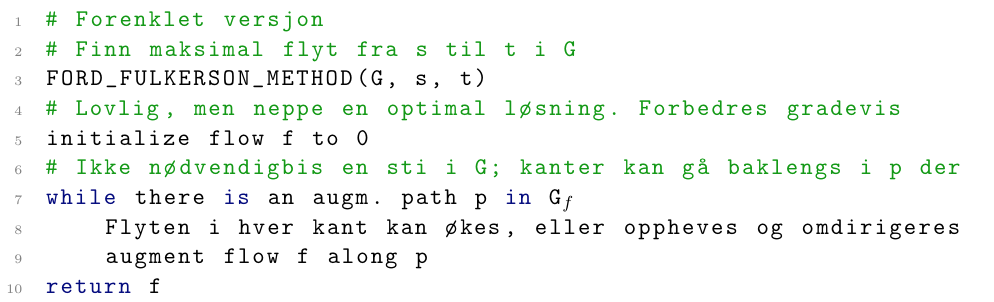 1 # Forenklet versjon
2 # Finn maksimal flyt fra s til t i G
3 FORD_FULKERSON_METHOD(G, s, t)
4 # Lovlig, men neppe en optimal løsning. Forbedres gradevis
5 initialize flow f to 0
6 # Ikke nødvendigbis en sti i G; kanter kan gå baklengs i p der
7 while there is an augm. path p in G_f
8 Flyten i hver kant kan økes, eller oppheves og omdirigeres
9 augment flow f along p
10 return f